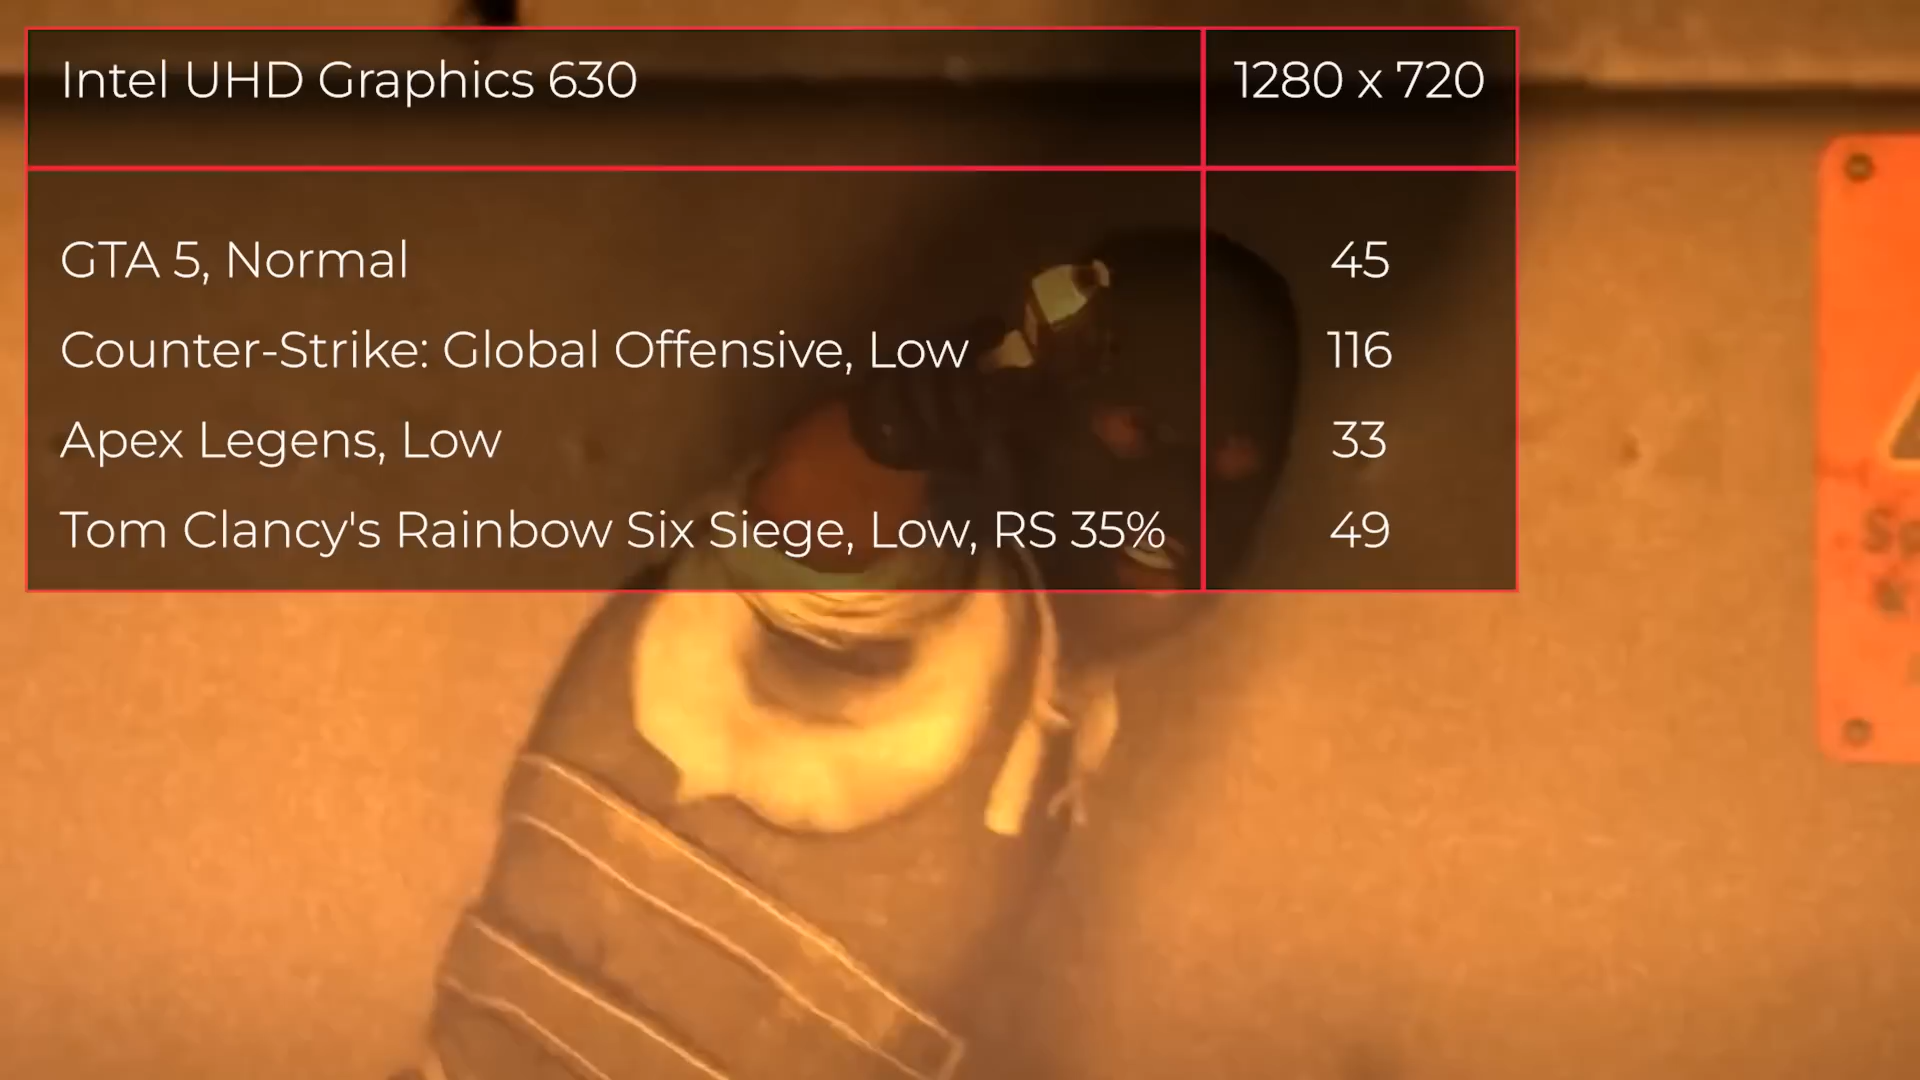 Intel UHD Graphics 630 1280 x 720
GTA 5, Normal 45
Counter-Strike: Global Offensive, Low 116
Apex Legens, Low 33
Tom Clancy's Rainbow Six Siege, Low, RS 35% 49